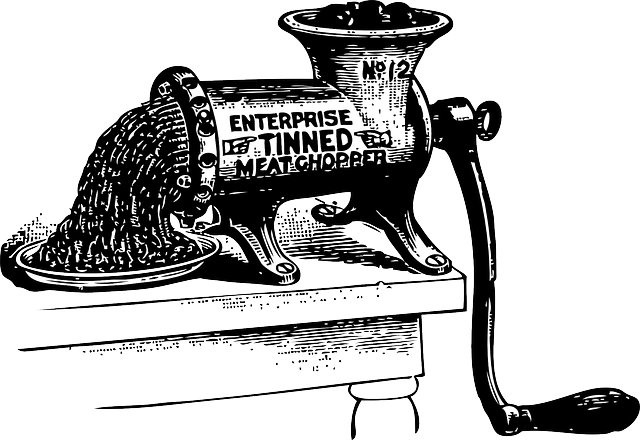 Nº 12
ENTERPRISE
TINNED
MEAT CHOPPER